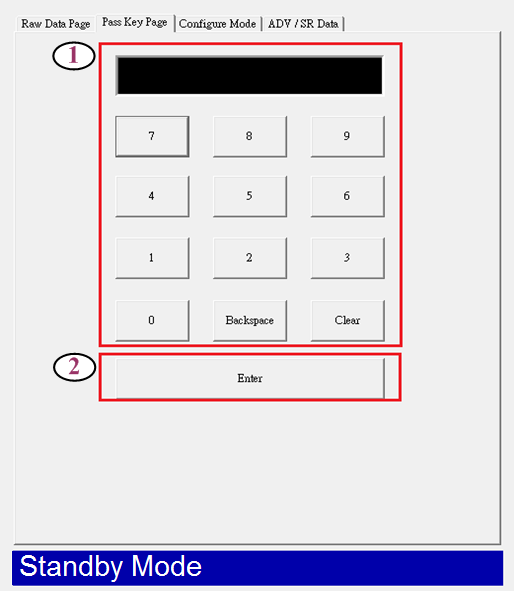 Raw Data Page Pass Key Page Configure Mode ADV / SR Data
1
7 8 9
4 5 6
1 2 3
0 Backspace Clear
2
Enter
Standby Mode